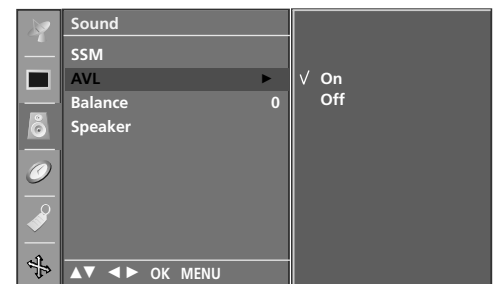 Sound
SSM
AVL ► √ On
Balance 0 Off
Speaker
▲▼ ◄► OK MENU